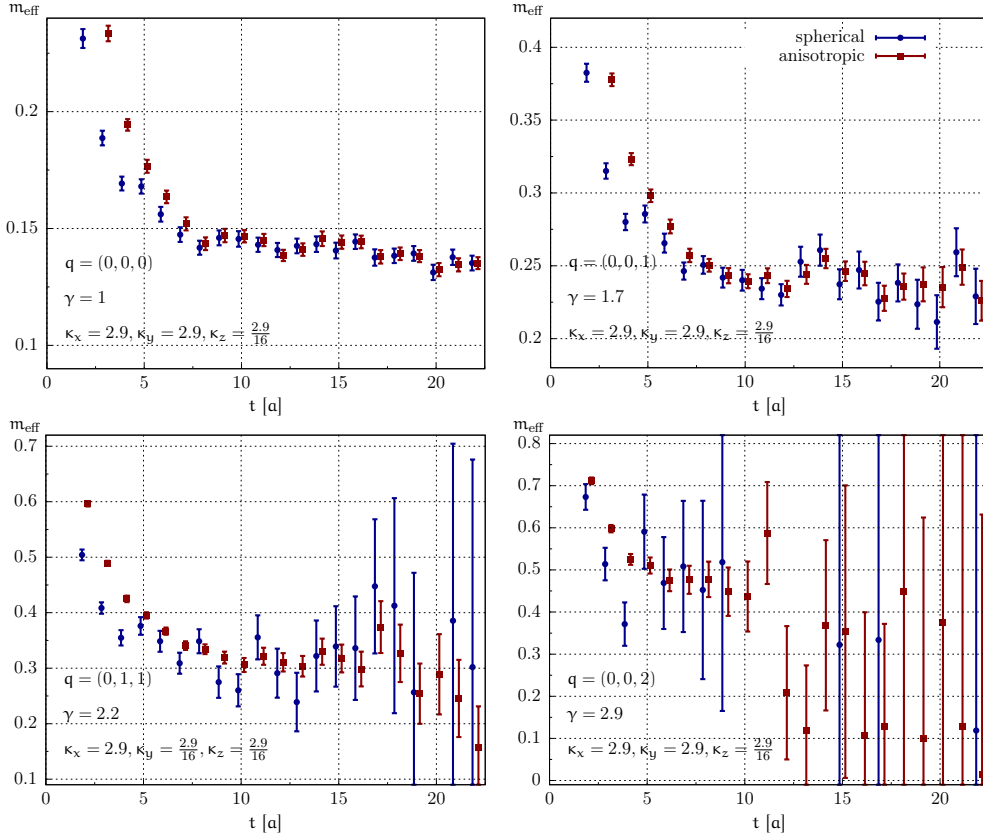 m_eff
0.2
0.15
0.1
q = (0, 0, 0)
γ = 1
κ_x = 2.9, κ_y = 2.9, κ_z = 2.9/16
0 5 10 15 20
t [a]
m_eff
spherical
anisotropic
0.4
0.35
0.3
0.25
0.2
q = (0, 0, 1)
γ = 1.7
κ_x = 2.9, κ_y = 2.9, κ_z = 2.9/16
0 5 10 15 20
t [a]
m_eff
0.7
0.6
0.5
0.4
0.3
0.2
0.1
q = (0, 1, 1)
γ = 2.2
κ_x = 2.9, κ_y = 2.9/16, κ_z = 2.9/16
0 5 10 15 20
t [a]
m_eff
0.8
0.7
0.6
0.5
0.4
0.3
0.2
0.1
0
q = (0, 0, 2)
γ = 2.9
κ_x = 2.9, κ_y = 2.9, κ_z = 2.9/16
0 5 10 15 20
t [a]